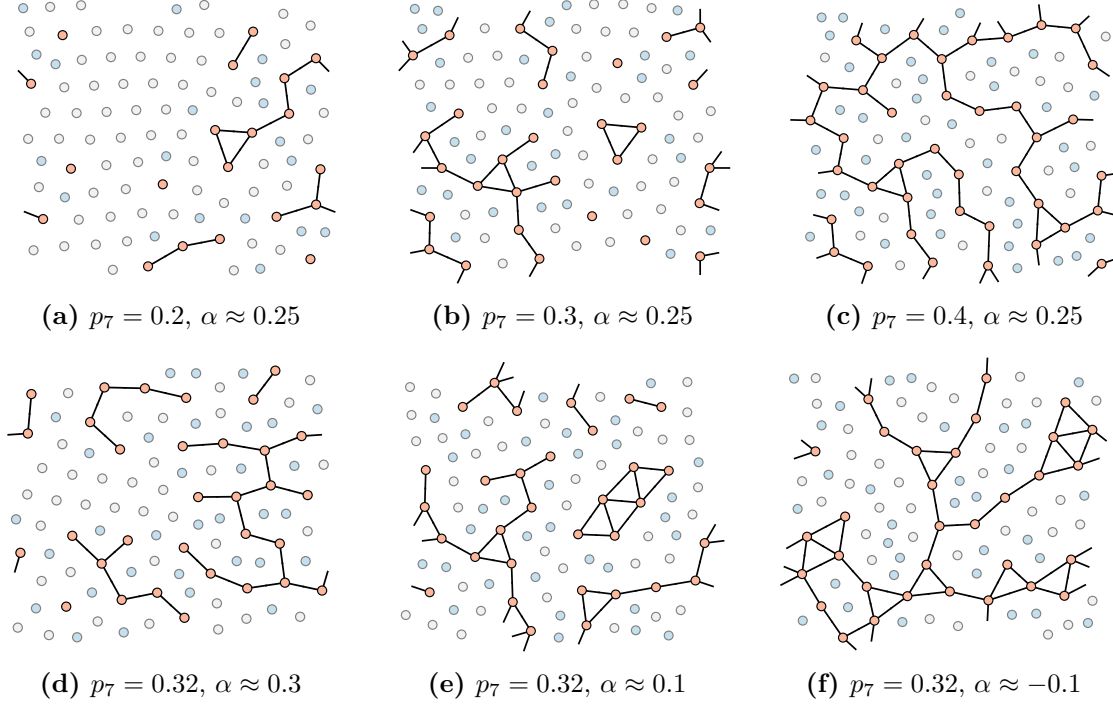 (a) p₇ = 0.2, α ≈ 0.25
(b) p₇ = 0.3, α ≈ 0.25
(c) p₇ = 0.4, α ≈ 0.25
(d) p₇ = 0.32, α ≈ 0.3
(e) p₇ = 0.32, α ≈ 0.1
(f) p₇ = 0.32, α ≈ −0.1